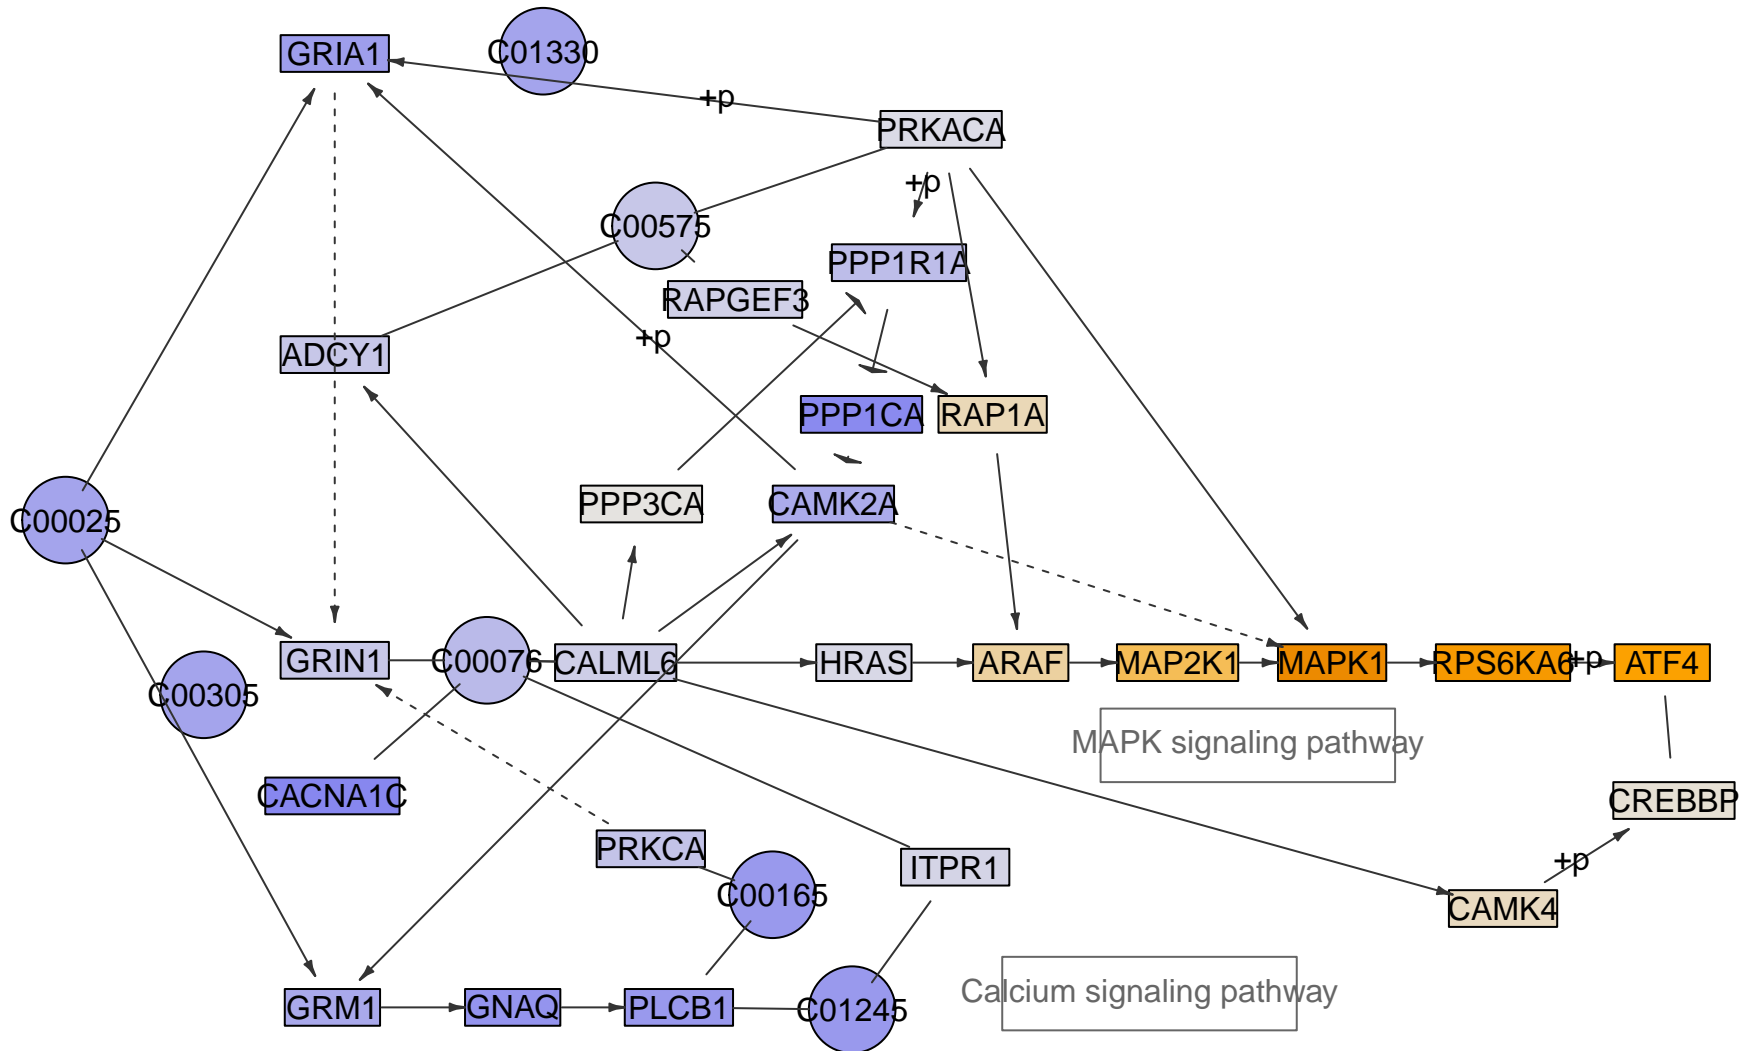 GRIA1
C01330
+p
PRKACA
+p
C00575
PPP1R1A
RAPGEF3
+p
ADCY1
PPP1CA
RAP1A
C00025
PPP3CA
CAMK2A
GRIN1
C00076
CALML6
HRAS
ARAF
MAP2K1
MAPK1
RPS6KA6
+p
ATF4
C00305
MAPK signaling pathway
CACNA1C
CREBBP
PRKCA
ITPR1
+p
C00165
CAMK4
Calcium signaling pathway
GRM1
GNAQ
PLCB1
C01245